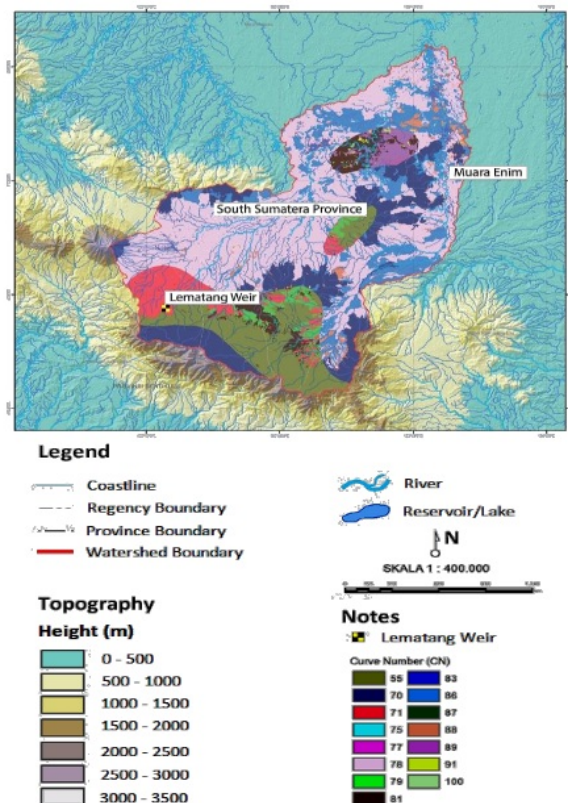 Muara Enim
South Sumatera Province
Lematang Weir
Legend
Coastline
Regency Boundary
Province Boundary
Watershed Boundary
River
Reservoir/Lake
N
SKALA 1 : 400.000
Topography
Height (m)
0 - 500
500 - 1000
1000 - 1500
1500 - 2000
2000 - 2500
2500 - 3000
3000 - 3500
Notes
Lematang Weir
Curve Number (CN)
55 83
70 86
71 87
75 88
77 89
78 91
79 100
81